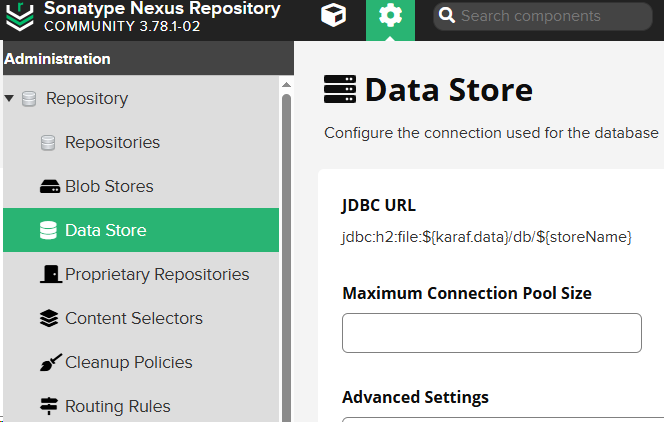 Sonatype Nexus Repository
COMMUNITY 3.78.1-02
Search components
Administration
Repository
Repositories
Blob Stores
Data Store
Proprietary Repositories
Content Selectors
Cleanup Policies
Routing Rules
Data Store
Configure the connection used for the database
JDBC URL
jdbc:h2:file:${karaf.data}/db/${storeName}
Maximum Connection Pool Size
Advanced Settings